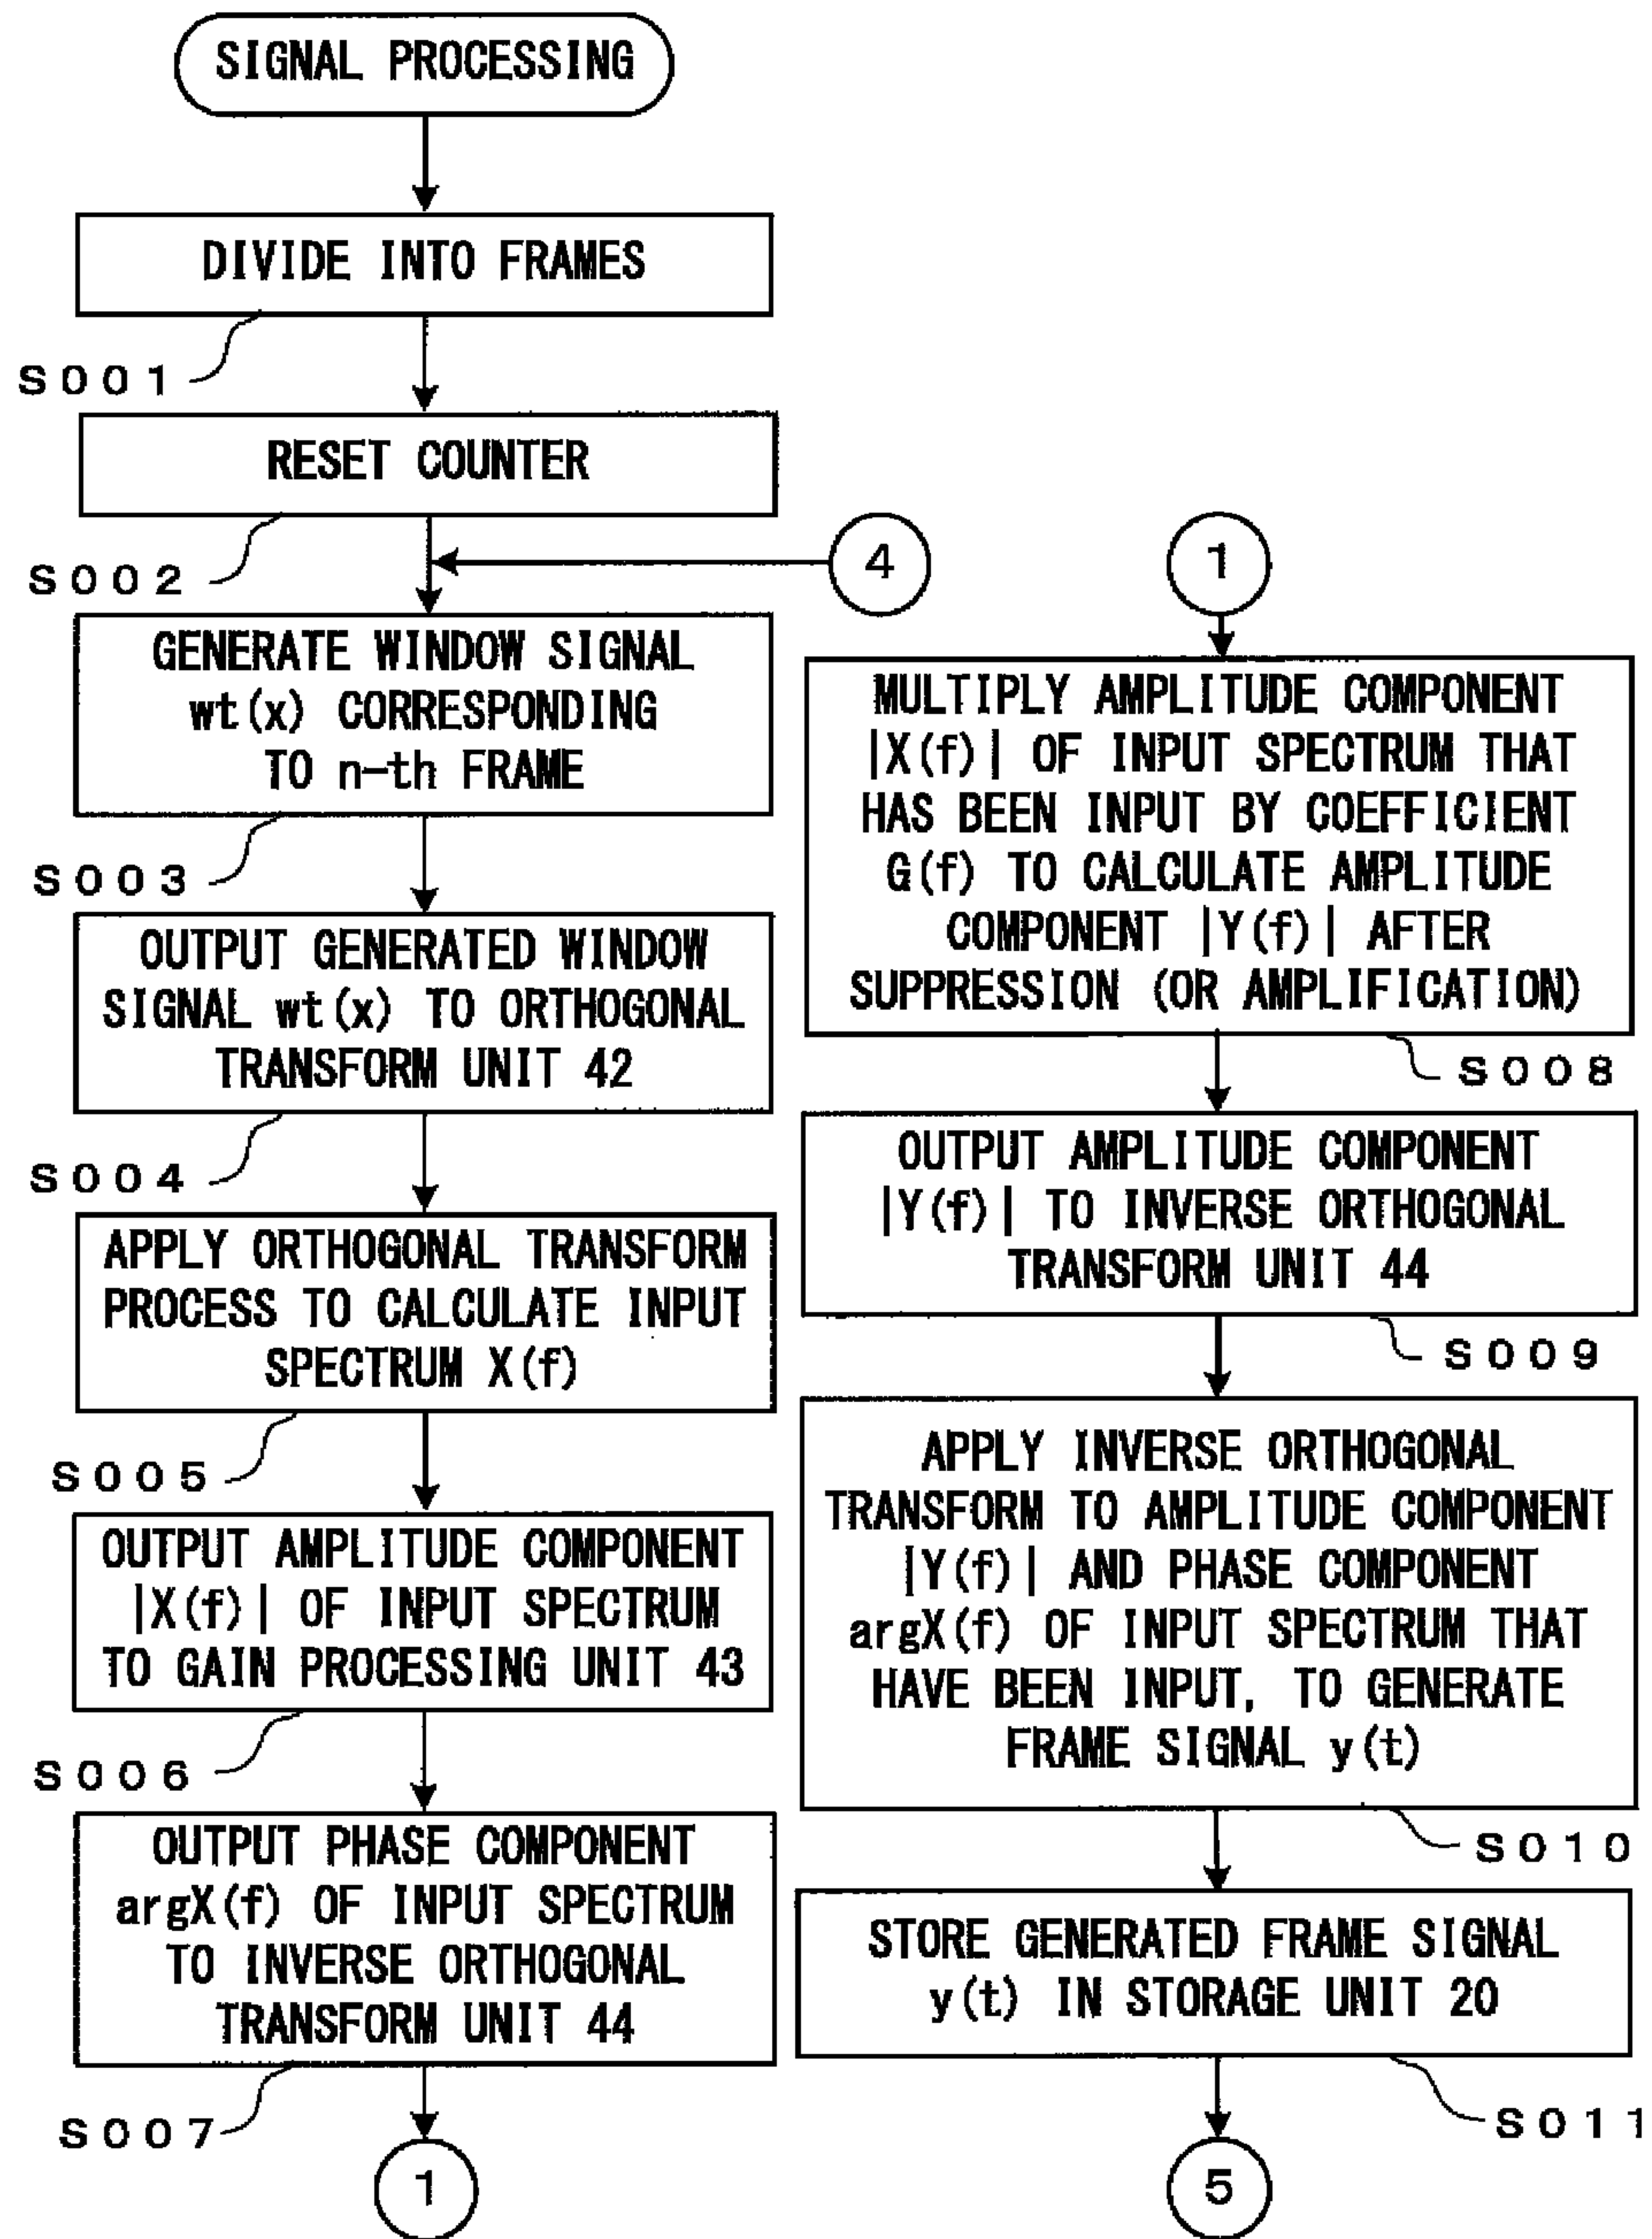 SIGNAL PROCESSING
DIVIDE INTO FRAMES
S001
RESET COUNTER
S002
4
GENERATE WINDOW SIGNAL
wt(x) CORRESPONDING
TO n-th FRAME
S003
OUTPUT GENERATED WINDOW
SIGNAL wt(x) TO ORTHOGONAL
TRANSFORM UNIT 42
S004
APPLY ORTHOGONAL TRANSFORM
PROCESS TO CALCULATE INPUT
SPECTRUM X(f)
S005
OUTPUT AMPLITUDE COMPONENT
|X(f)| OF INPUT SPECTRUM
TO GAIN PROCESSING UNIT 43
S006
OUTPUT PHASE COMPONENT
argX(f) OF INPUT SPECTRUM
TO INVERSE ORTHOGONAL
TRANSFORM UNIT 44
S007
1
1
MULTIPLY AMPLITUDE COMPONENT
|X(f)| OF INPUT SPECTRUM THAT
HAS BEEN INPUT BY COEFFICIENT
G(f) TO CALCULATE AMPLITUDE
COMPONENT |Y(f)| AFTER
SUPPRESSION (OR AMPLIFICATION)
S008
OUTPUT AMPLITUDE COMPONENT
|Y(f)| TO INVERSE ORTHOGONAL
TRANSFORM UNIT 44
S009
APPLY INVERSE ORTHOGONAL
TRANSFORM TO AMPLITUDE COMPONENT
|Y(f)| AND PHASE COMPONENT
argX(f) OF INPUT SPECTRUM THAT
HAVE BEEN INPUT, TO GENERATE
FRAME SIGNAL y(t)
S010
STORE GENERATED FRAME SIGNAL
y(t) IN STORAGE UNIT 20
S011
5